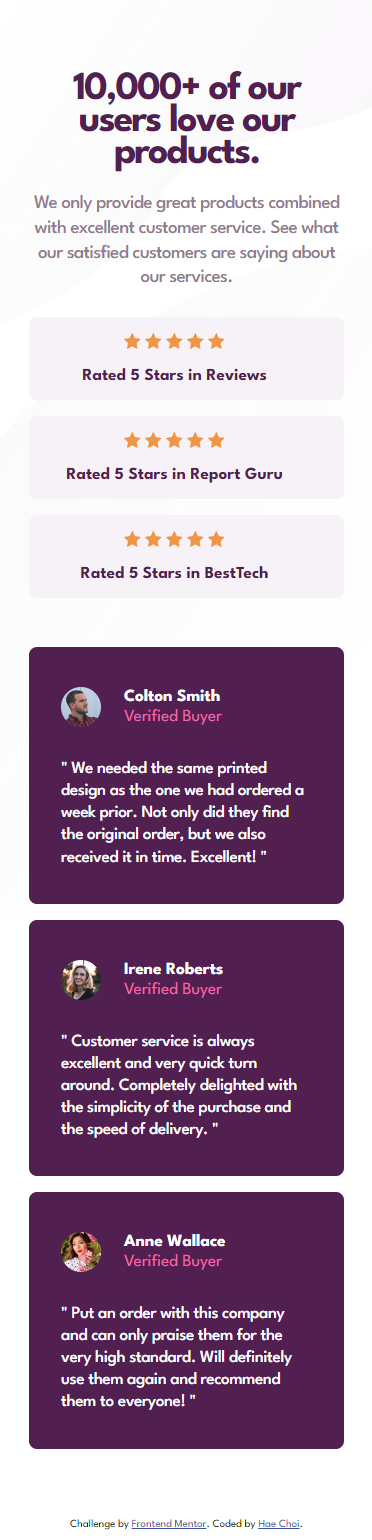 10,000+ of our
users love our
products.
We only provide great products combined
with excellent customer service. See what
our satisfied customers are saying about
our services.
Rated 5 Stars in Reviews
Rated 5 Stars in Report Guru
Rated 5 Stars in BestTech
Colton Smith
Verified Buyer
" We needed the same printed
design as the one we had ordered a
week prior. Not only did they find
the original order, but we also
received it in time. Excellent! "
Irene Roberts
Verified Buyer
" Customer service is always
excellent and very quick turn
around. Completely delighted with
the simplicity of the purchase and
the speed of delivery. "
Anne Wallace
Verified Buyer
" Put an order with this company
and can only praise them for the
very high standard. Will definitely
use them again and recommend
them to everyone! "
Challenge by Frontend Mentor. Coded by Hae Choi.